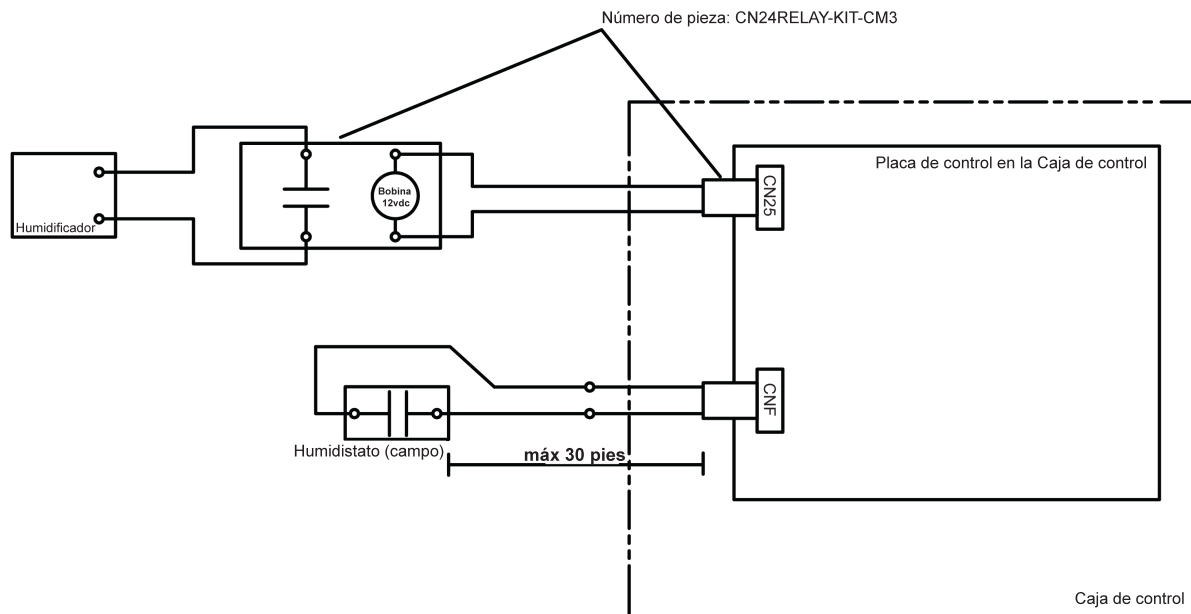 Número de pieza: CN24RELAY-KIT-CM3
Placa de control en la Caja de control
CN25
Bobina
12vdc
Humidificador
CNF
Humidistato (campo)
máx 30 pies
Caja de control